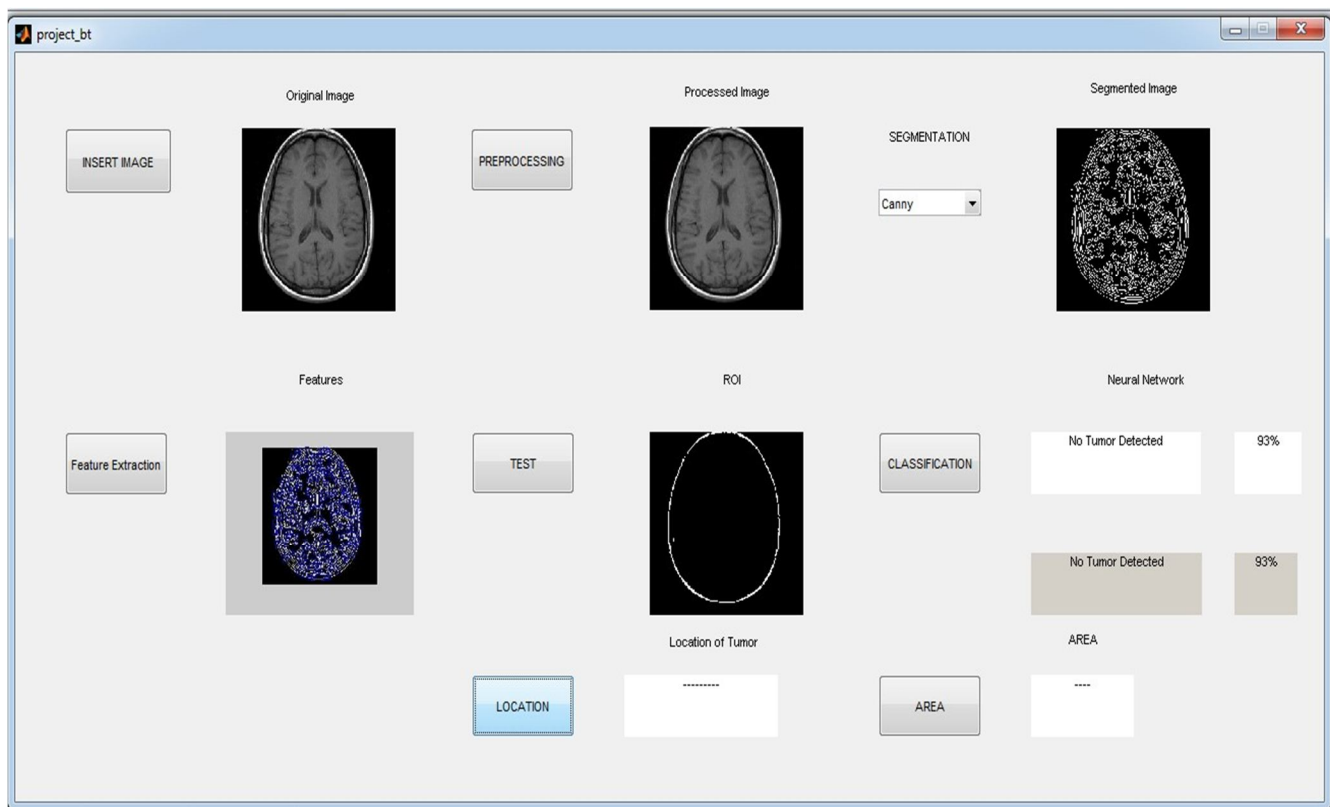 project_bt
Original Image
Processed Image
Segmented Image
INSERT IMAGE
PREPROCESSING
SEGMENTATION
Canny
Features
ROI
Neural Network
Feature Extraction
TEST
CLASSIFICATION
No Tumor Detected
93%
No Tumor Detected
93%
Location of Tumor
AREA
LOCATION
---------
AREA
----